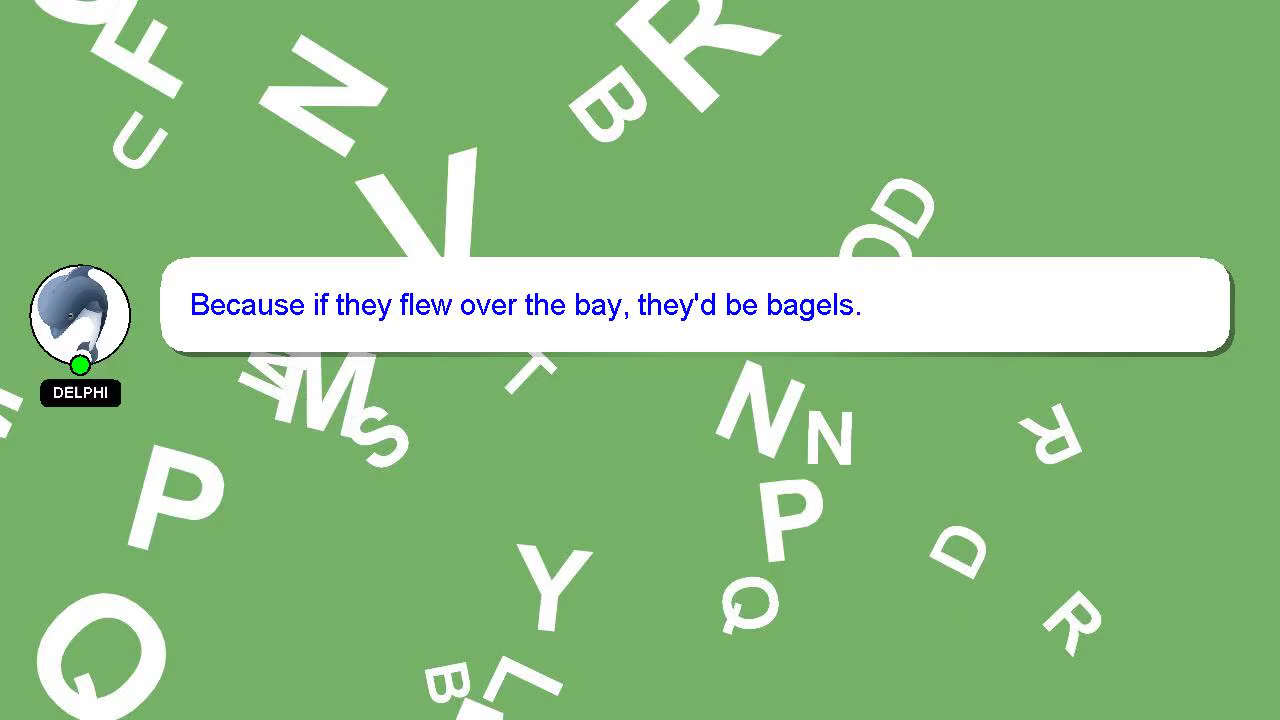 F
N
R
B
U
V
D
O
Because if they flew over the bay, they'd be bagels.
DELPHI
M
M
S
T
N
N
R
P
P
Y
D
Q
Q
R
B
L